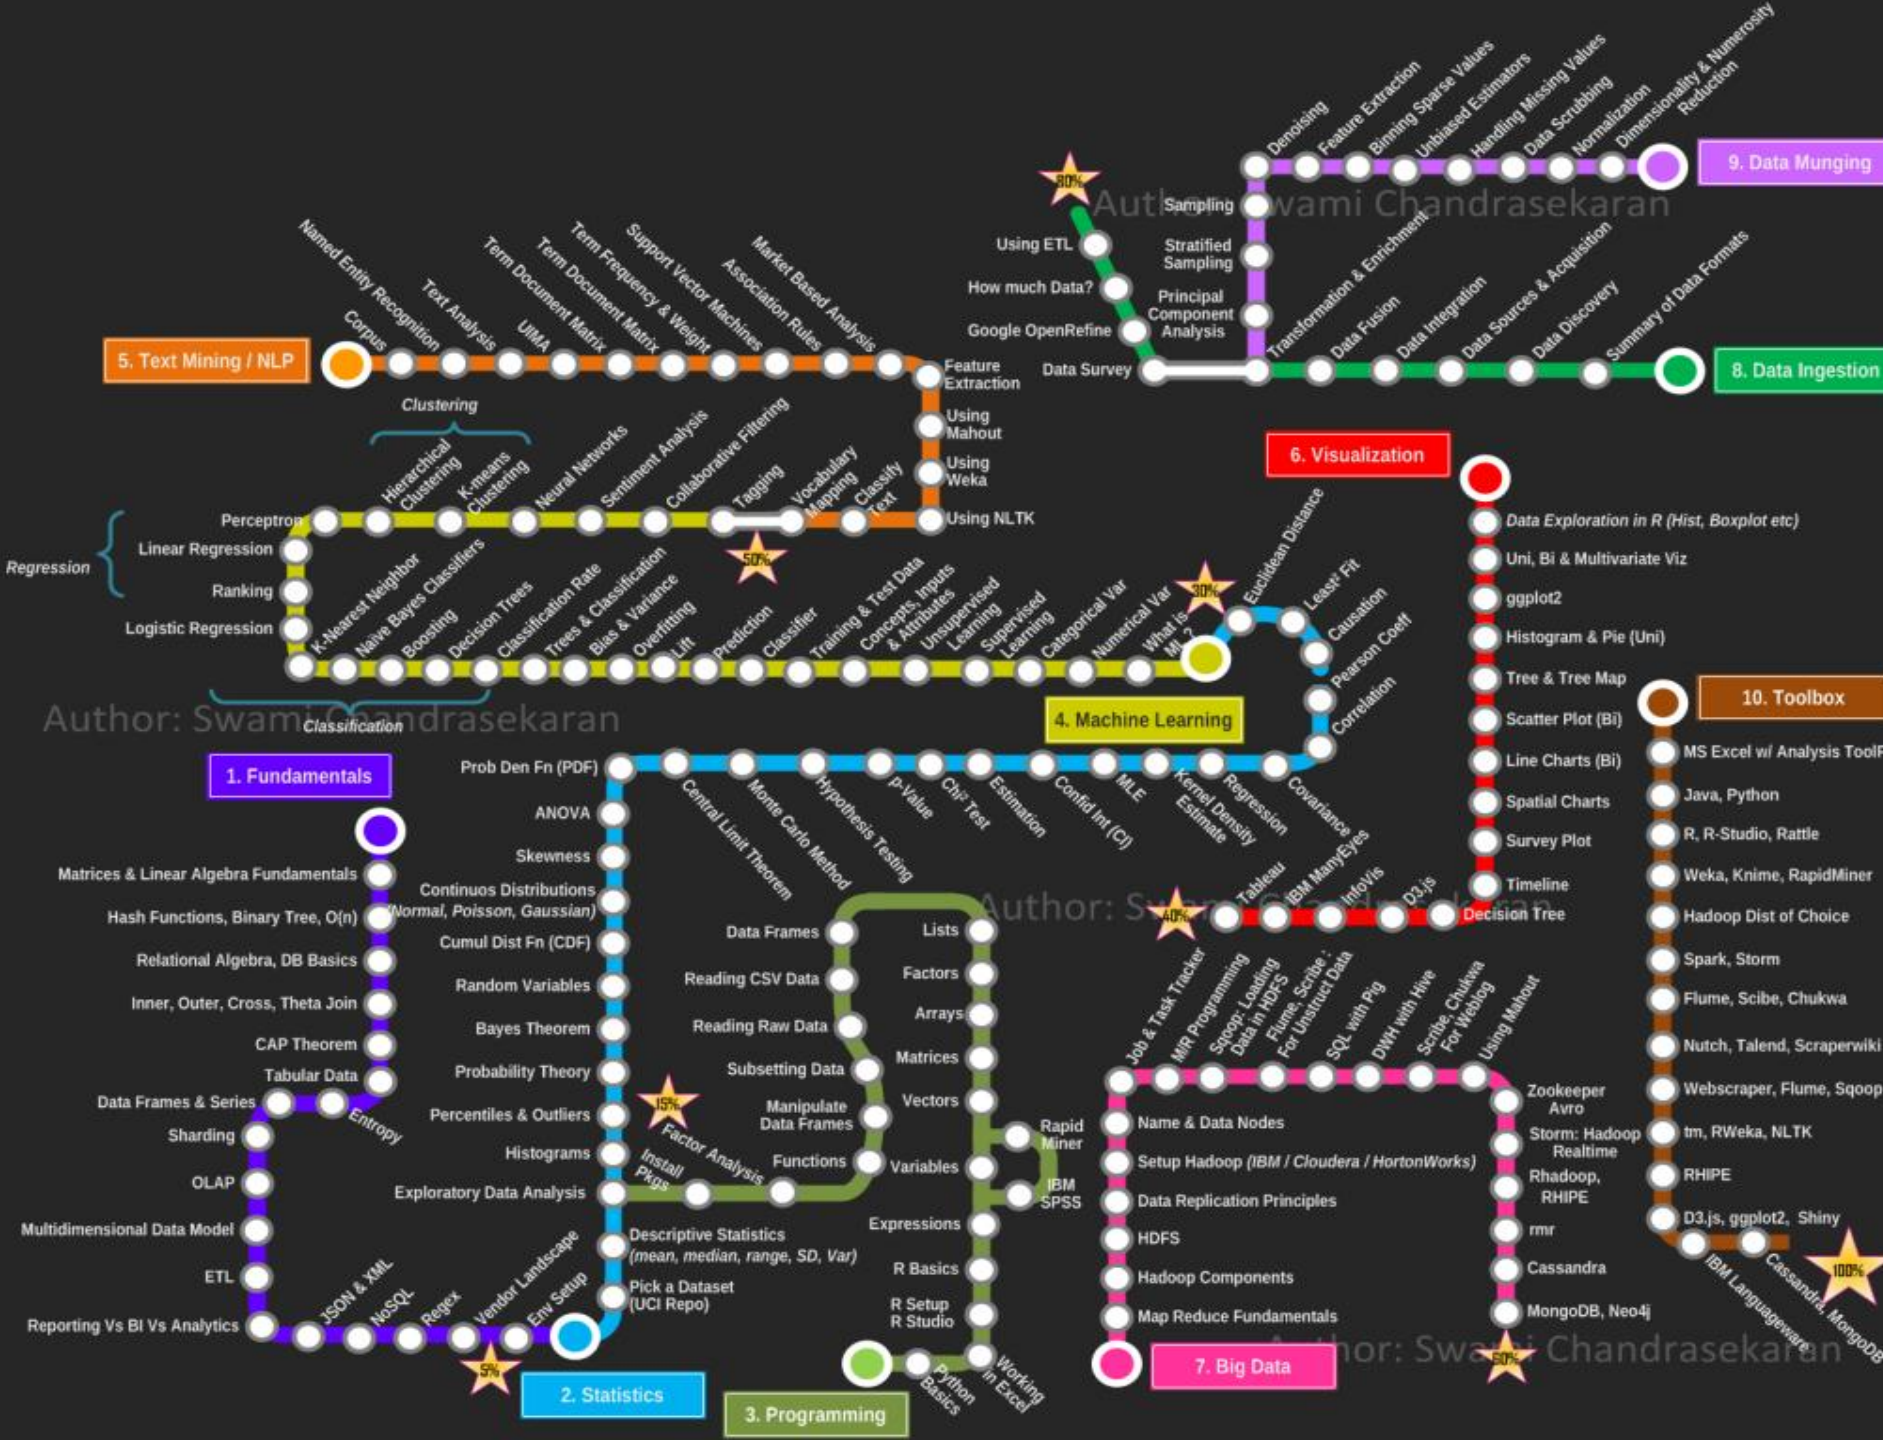 Denoising
Feature Extraction
Binning Sparse Values
Unbiased Estimators
Handling Missing Values
Data Scrubbing
Normalization
Dimensionality & Numerosity
Reduction
9. Data Munging
80%
Author: Swami Chandrasekaran
Sampling
Using ETL
Stratified
Sampling
How much Data?
Principal
Component
Analysis
Google OpenRefine
Data Survey
Transformation & Enrichment
Data Fusion
Data Integration
Data Sources & Acquisition
Data Discovery
Summary of Data Formats
8. Data Ingestion
5. Text Mining / NLP
Corpus
Named Entity Recognition
Text Analysis
UIMA
Term Document Matrix
Term Document Matrix
Term Frequency & Weight
Support Vector Machines
Association Rules
Market Based Analysis
Feature
Extraction
Using
Mahout
Using
Weka
Using NLTK
Classify
Text
Vocabulary
Mapping
50%
Tagging
Collaborative Filtering
Sentiment Analysis
Neural Networks
K-means
Clustering
Hierarchical
Clustering
Clustering
Perceptron
Linear Regression
Regression
Ranking
Logistic Regression
K-Nearest Neighbor
Naive Bayes Classifiers
Boosting
Decision Trees
Classification Rate
Trees & Classification
Bias & Variance
Overfitting
Lift
Prediction
Classifier
Training & Test Data
Concepts, Inputs
& Attributes
Unsupervised
Learning
Supervised
Learning
Categorical Var
Numerical Var
What is
ML?
30%
Classification
Author: Swami Chandrasekaran
4. Machine Learning
Euclidean Distance
Least² Fit
Causation
Pearson Coeff
Correlation
Covariance
Regression
Kernel Density
Estimate
MLE
Confid Int (CI)
Estimation
Chi² Test
p-Value
Hypothesis Testing
Monte Carlo Method
Central Limit Theorem
Prob Den Fn (PDF)
ANOVA
Skewness
Continuos Distributions
(Normal, Poisson, Gaussian)
Cumul Dist Fn (CDF)
Random Variables
Bayes Theorem
Probability Theory
Percentiles & Outliers
Histograms
Exploratory Data Analysis
Descriptive Statistics
(mean, median, range, SD, Var)
Pick a Dataset
(UCI Repo)
2. Statistics
1. Fundamentals
Matrices & Linear Algebra Fundamentals
Hash Functions, Binary Tree, O(n)
Relational Algebra, DB Basics
Inner, Outer, Cross, Theta Join
CAP Theorem
Tabular Data
Entropy
Data Frames & Series
Sharding
OLAP
Multidimensional Data Model
ETL
Reporting Vs BI Vs Analytics
JSON & XML
NoSQL
Regex
Vendor Landscape
Env Setup
5%
15%
Install
Pkgs
Factor Analysis
Functions
Manipulate
Data Frames
Subsetting Data
Reading Raw Data
Reading CSV Data
Data Frames
Lists
Factors
Arrays
Matrices
Vectors
Rapid
Miner
Variables
IBM
SPSS
Expressions
R Basics
R Setup
R Studio
Working
in Excel
Python
Basics
3. Programming
6. Visualization
Data Exploration in R (Hist, Boxplot etc)
Uni, Bi & Multivariate Viz
ggplot2
Histogram & Pie (Uni)
Tree & Tree Map
Scatter Plot (Bi)
Line Charts (Bi)
Spatial Charts
Survey Plot
Timeline
Decision Tree
D3.js
InfoVis
IBM ManyEyes
Tableau
40%
Author: Swami Chandrasekaran
Job & Task Tracker
M/R Programming
Sqoop: Loading
Data in HDFS
Flume, Scribe :
For Unstruct Data
SQL with Pig
DWH with Hive
Scribe, Chukwa
For Weblog
Using Mahout
Name & Data Nodes
Setup Hadoop (IBM / Cloudera / HortonWorks)
Data Replication Principles
HDFS
Hadoop Components
Map Reduce Fundamentals
7. Big Data
Zookeeper
Avro
Storm: Hadoop
Realtime
Rhadoop,
RHIPE
rmr
Cassandra
MongoDB, Neo4j
60%
Author: Swami Chandrasekaran
10. Toolbox
MS Excel w/ Analysis ToolP
Java, Python
R, R-Studio, Rattle
Weka, Knime, RapidMiner
Hadoop Dist of Choice
Spark, Storm
Flume, Scibe, Chukwa
Nutch, Talend, Scraperwiki
Webscraper, Flume, Sqoop
tm, RWeka, NLTK
RHIPE
D3.js, ggplot2, Shiny
IBM Languageware
Cassandra, MongoDB
100%